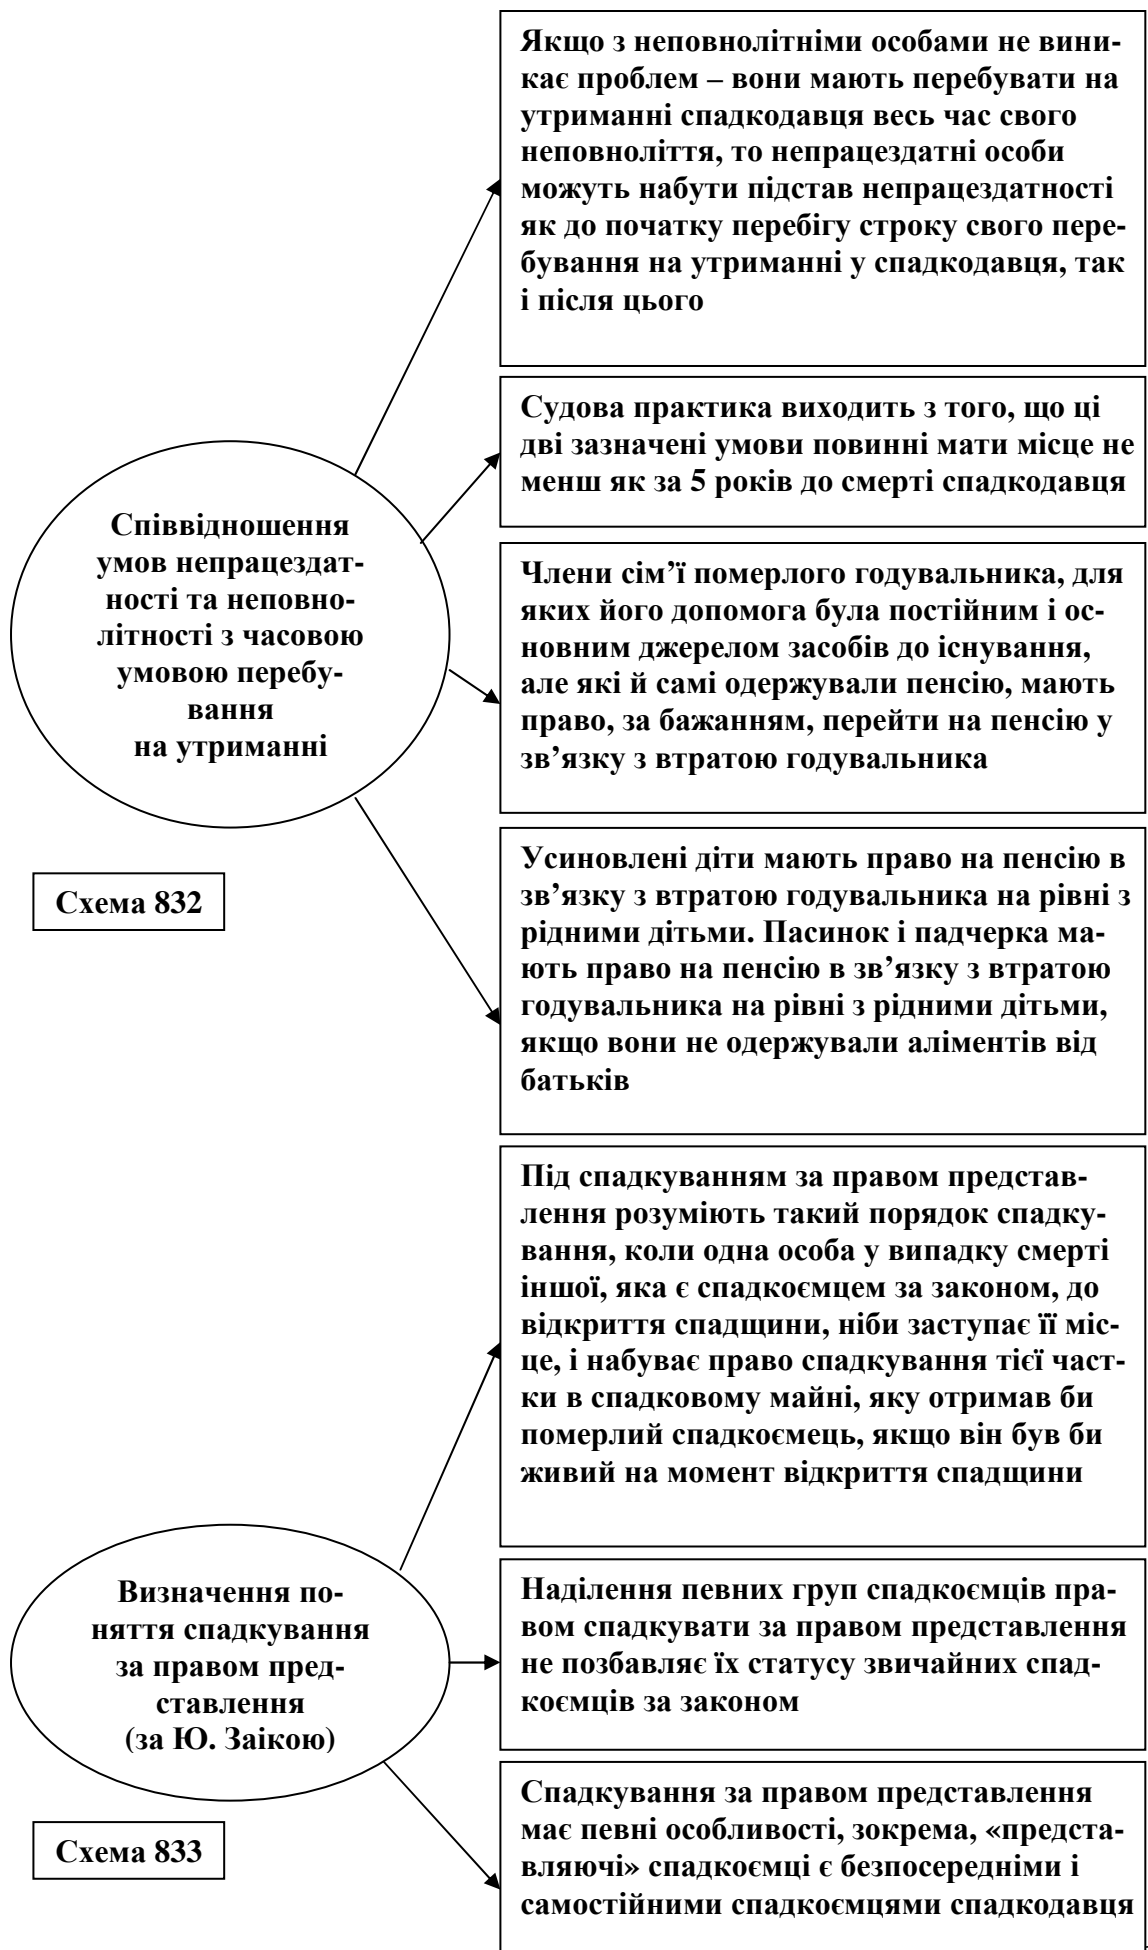 Якщо з неповнолітніми особами не вини-
кає проблем – вони мають перебувати на
утриманні спадкодавця весь час свого
неповноліття, то непрацездатні особи
можуть набути підстав непрацездатності
як до початку перебігу строку свого пере-
бування на утриманні у спадкодавця, так
і після цього
Судова практика виходить з того, що ці
дві зазначені умови повинні мати місце не
менш як за 5 років до смерті спадкодавця
Співвідношення
умов непрацездат-
ності та неповно-
літності з часовою
умовою перебу-
вання
на утриманні
Члени сім’ї померлого годувальника, для
яких його допомога була постійним і ос-
новним джерелом засобів до існування,
але які й самі одержували пенсію, мають
право, за бажанням, перейти на пенсію у
зв’язку з втратою годувальника
Усиновлені діти мають право на пенсію в
зв’язку з втратою годувальника на рівні з
рідними дітьми. Пасинок і падчерка ма-
ють право на пенсію в зв’язку з втратою
годувальника на рівні з рідними дітьми,
якщо вони не одержували аліментів від
батьків
Схема 832
Під спадкуванням за правом представ-
лення розуміють такий порядок спадку-
вання, коли одна особа у випадку смерті
іншої, яка є спадкоємцем за законом, до
відкриття спадщини, ніби заступає її міс-
це, і набуває право спадкування тієї част-
ки в спадковому майні, яку отримав би
померлий спадкоємець, якщо він був би
живий на момент відкриття спадщини
Визначення по-
няття спадкування
за правом пред-
ставлення
(за Ю. Заікою)
Наділення певних груп спадкоємців пра-
вом спадкувати за правом представлення
не позбавляє їх статусу звичайних спад-
коємців за законом
Спадкування за правом представлення
має певні особливості, зокрема, «предста-
вляючі» спадкоємці є безпосередніми і
самостійними спадкоємцями спадкодавця
Схема 833